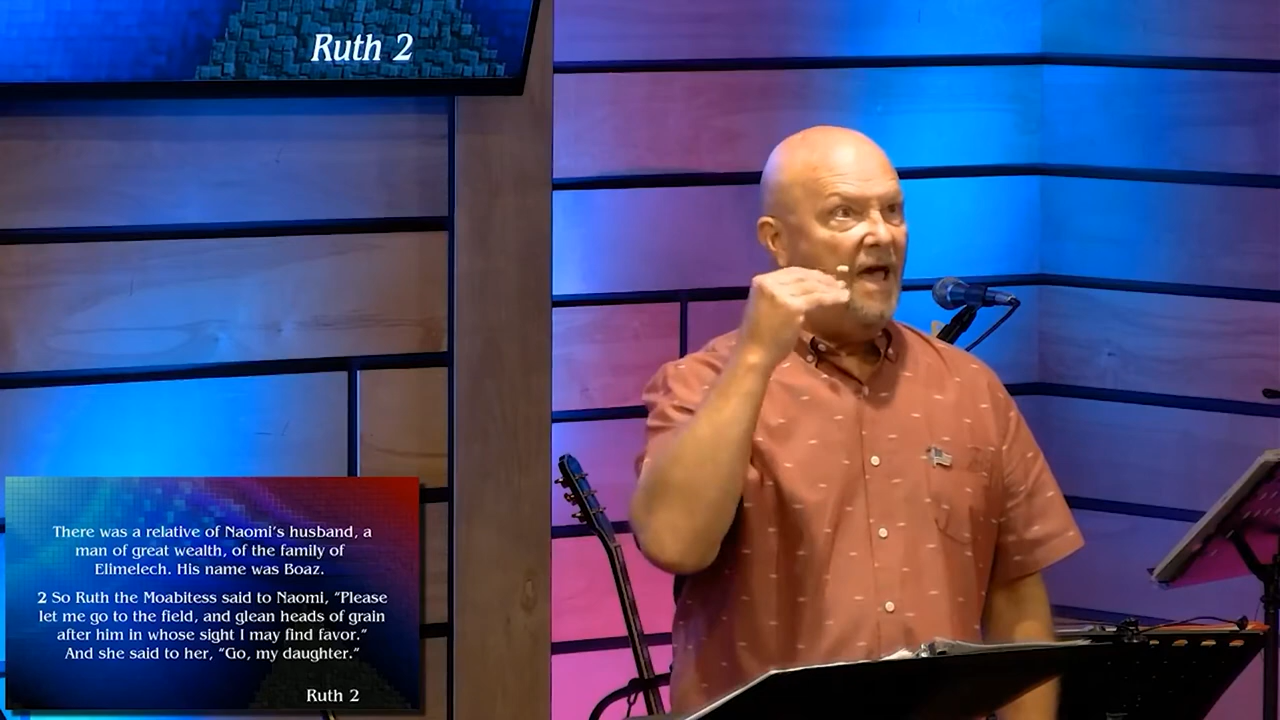 Ruth 2
There was a relative of Naomi's husband, a
man of great wealth, of the family of
Elimelech. His name was Boaz.
2 So Ruth the Moabitess said to Naomi, "Please
let me go to the field, and glean heads of grain
after him in whose sight I may find favor."
And she said to her, "Go, my daughter."
Ruth 2